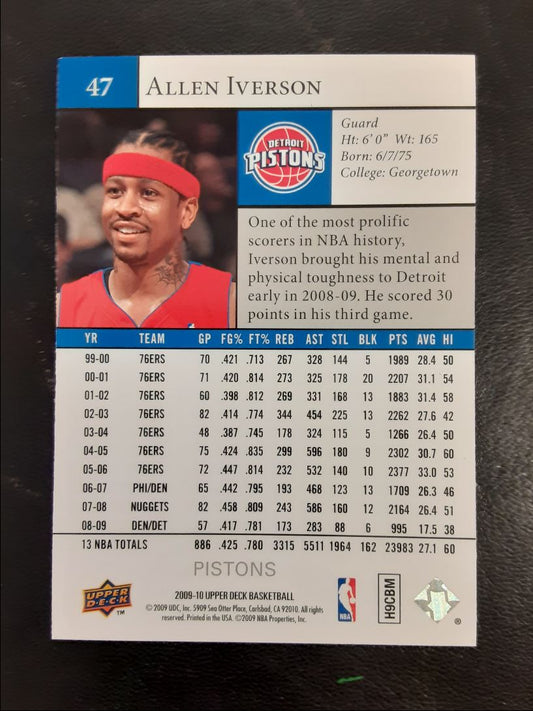 47 ALLEN IVERSON
DETROIT
PISTONS
Guard
Ht: 6' 0" Wt: 165
Born: 6/7/75
College: Georgetown
One of the most prolific
scorers in NBA history,
Iverson brought his mental and
physical toughness to Detroit
early in 2008-09. He scored 30
points in his third game.
YR TEAM GP FG% FT% REB AST STL BLK PTS AVG HI
99-00 76ERS 70 .421 .713 267 328 144 5 1989 28.4 50
00-01 76ERS 71 .420 .814 273 325 178 20 2207 31.1 54
01-02 76ERS 60 .398 .812 269 331 168 13 1883 31.4 58
02-03 76ERS 82 .414 .774 344 454 225 13 2262 27.6 42
03-04 76ERS 48 .387 .745 178 324 115 5 1266 26.4 50
04-05 76ERS 75 .424 .835 299 596 180 9 2302 30.7 60
05-06 76ERS 72 .447 .814 232 532 140 10 2377 33.0 53
06-07 PHI/DEN 65 .442 .795 193 468 123 13 1709 26.3 46
07-08 NUGGETS 82 .458 .809 243 586 160 12 2164 26.4 51
08-09 DEN/DET 57 .417 .781 173 283 88 6 995 17.5 38
13 NBA TOTALS 886 .425 .780 3315 5511 1964 162 23983 27.1 60
PISTONS
UPPER
DECK
™
2009-10 UPPER DECK BASKETBALL
© 2009 UDC, Inc. 5909 Sea Otter Place, Carlsbad, CA 92010. All rights
reserved. Printed in the USA. ©2009 NBA Properties, Inc.
NBA
H9CBM
®